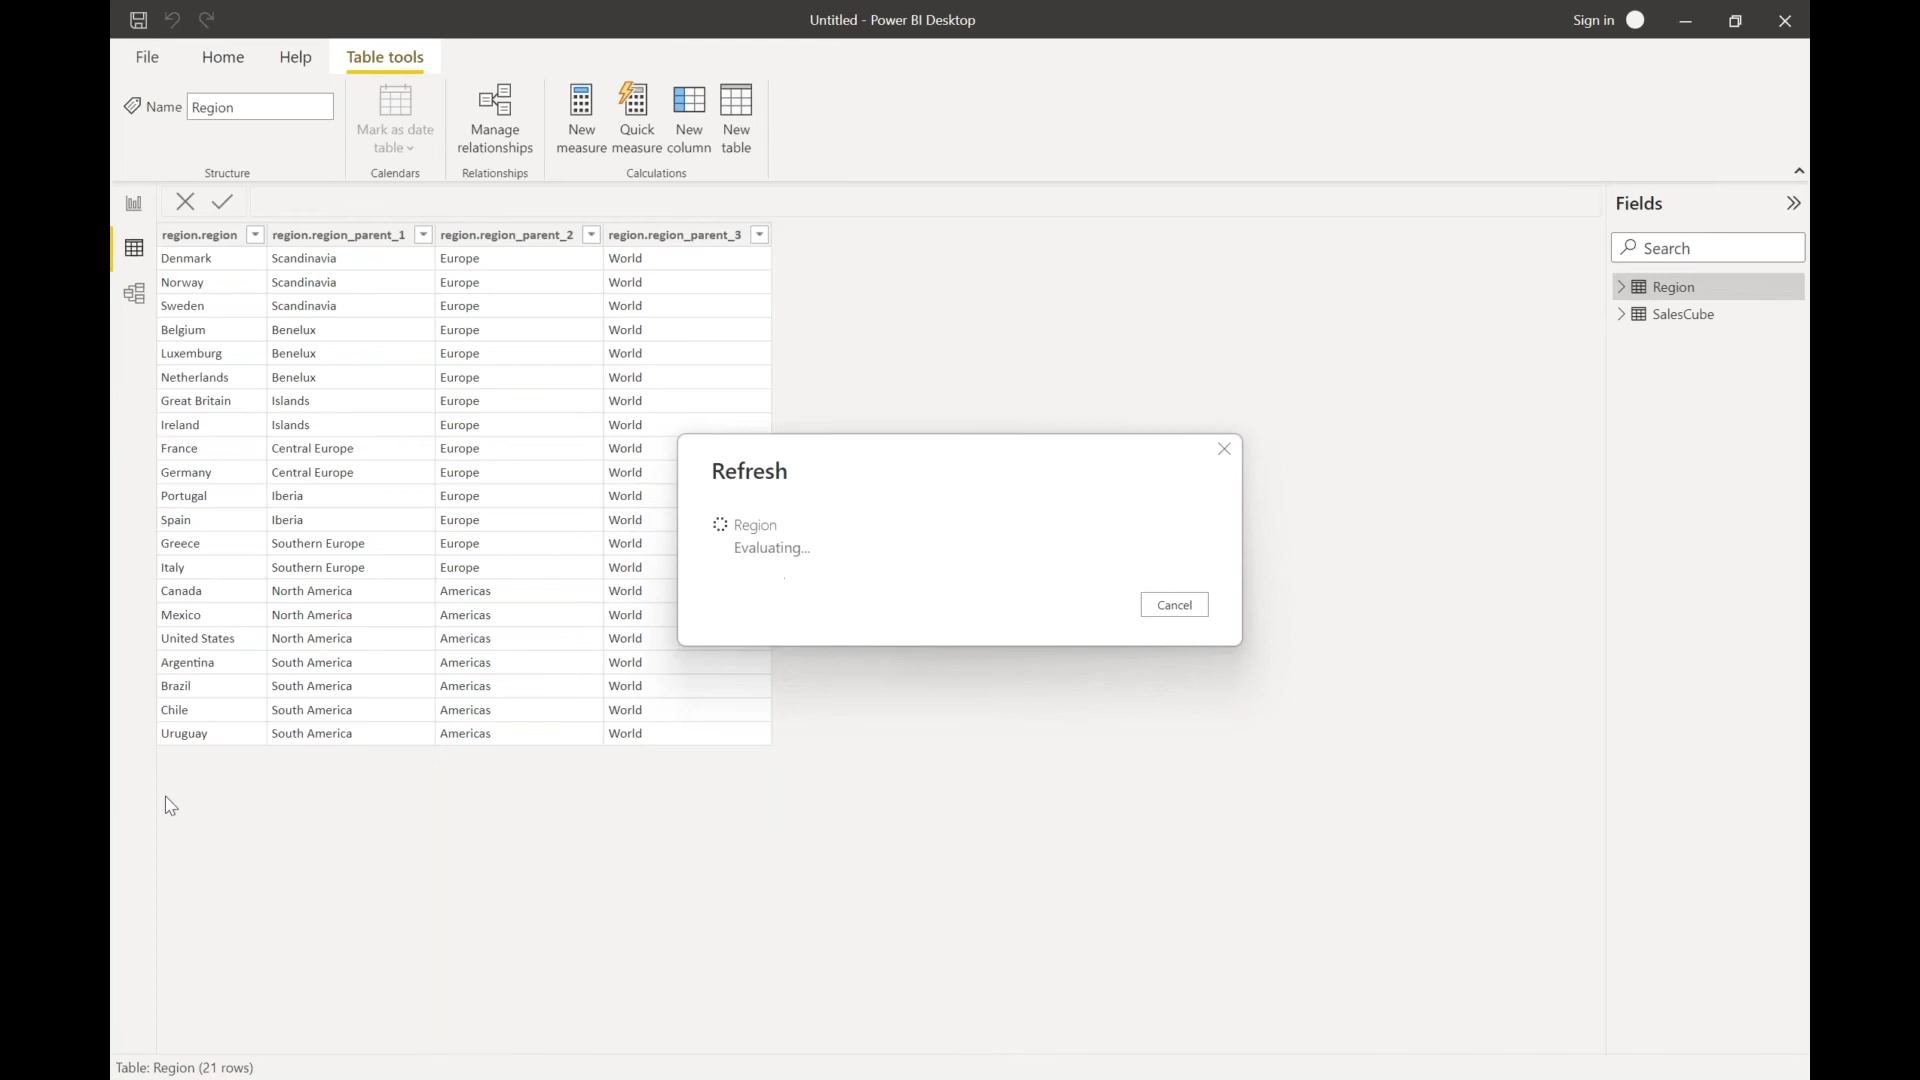 Untitled - Power BI Desktop
Sign in
File Home Help Table tools
Name Region
Mark as date table
Manage relationships
New measure
Quick measure
New column
New table
Structure Calendars Relationships Calculations
region.region region.region_parent_1 region.region_parent_2 region.region_parent_3
Denmark Scandinavia Europe World
Norway Scandinavia Europe World
Sweden Scandinavia Europe World
Belgium Benelux Europe World
Luxemburg Benelux Europe World
Netherlands Benelux Europe World
Great Britain Islands Europe World
Ireland Islands Europe World
France Central Europe Europe World
Germany Central Europe Europe World
Portugal Iberia Europe World
Spain Iberia Europe World
Greece Southern Europe Europe World
Italy Southern Europe Europe World
Canada North America Americas World
Mexico North America Americas World
United States North America Americas World
Argentina South America Americas World
Brazil South America Americas World
Chile South America Americas World
Uruguay South America Americas World
Refresh
Region
Evaluating...
Cancel
Fields
Search
Region
SalesCube
Table: Region (21 rows)